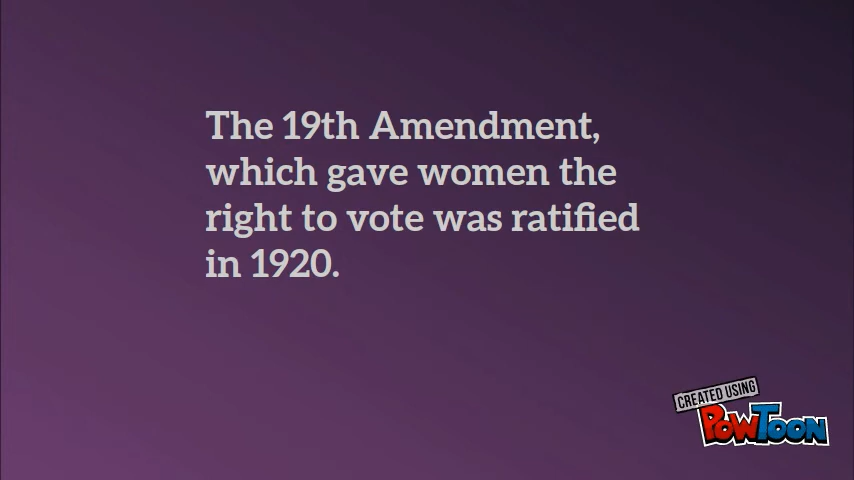 The 19th Amendment,
which gave women the
right to vote was ratified
in 1920.
CREATED USING
POWTOON